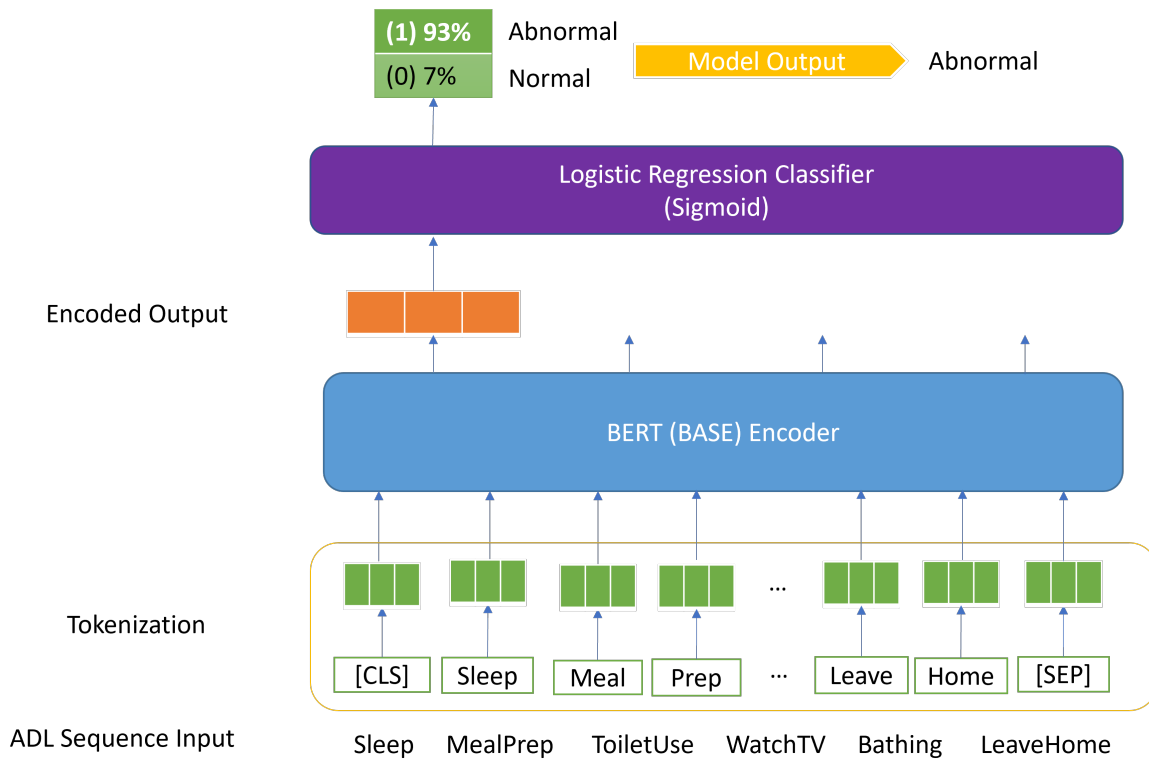 (1) 93% Abnormal
(0) 7% Normal
Model Output
Abnormal
Logistic Regression Classifier
(Sigmoid)
Encoded Output
BERT (BASE) Encoder
Tokenization
...
[CLS] Sleep Meal Prep ... Leave Home [SEP]
ADL Sequence Input
Sleep MealPrep ToiletUse WatchTV Bathing LeaveHome